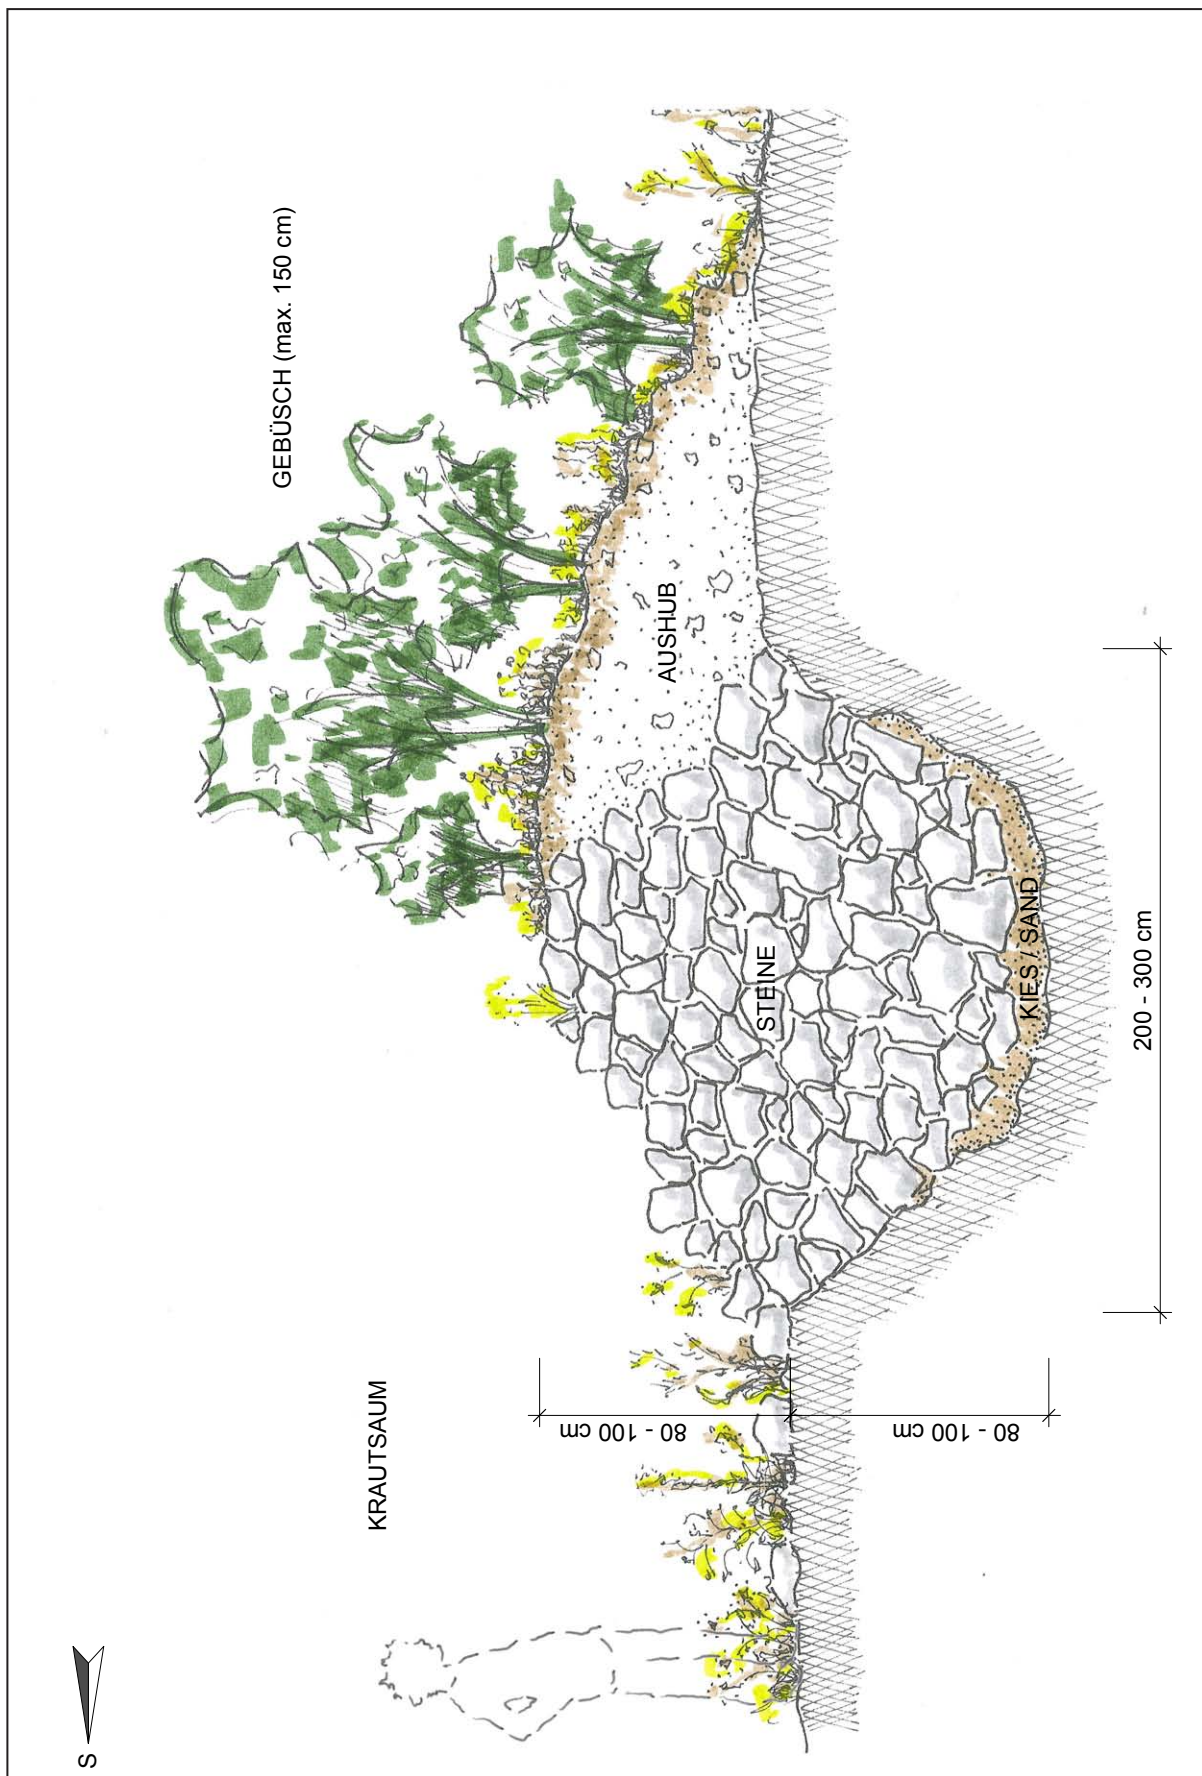 S
KRAUTSAUM
GEBÜSCH (max. 150 cm)
AUSHUB
STEINE
KIES / SAND
80 - 100 cm
80 - 100 cm
200 - 300 cm